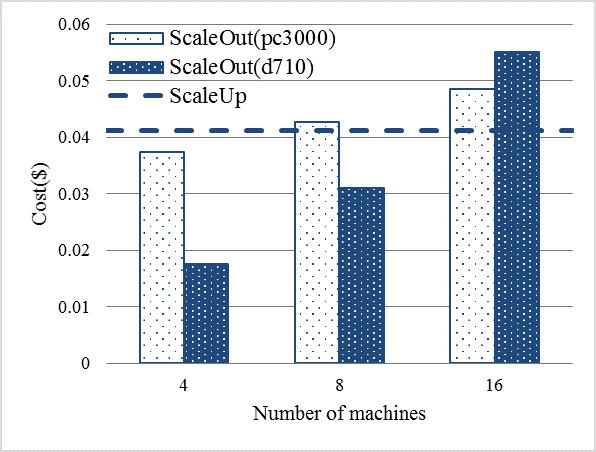 0.06
0.05
0.04
0.03
0.02
0.01
0
Cost($)
ScaleOut(pc3000)
ScaleOut(d710)
ScaleUp
4
8
16
Number of machines